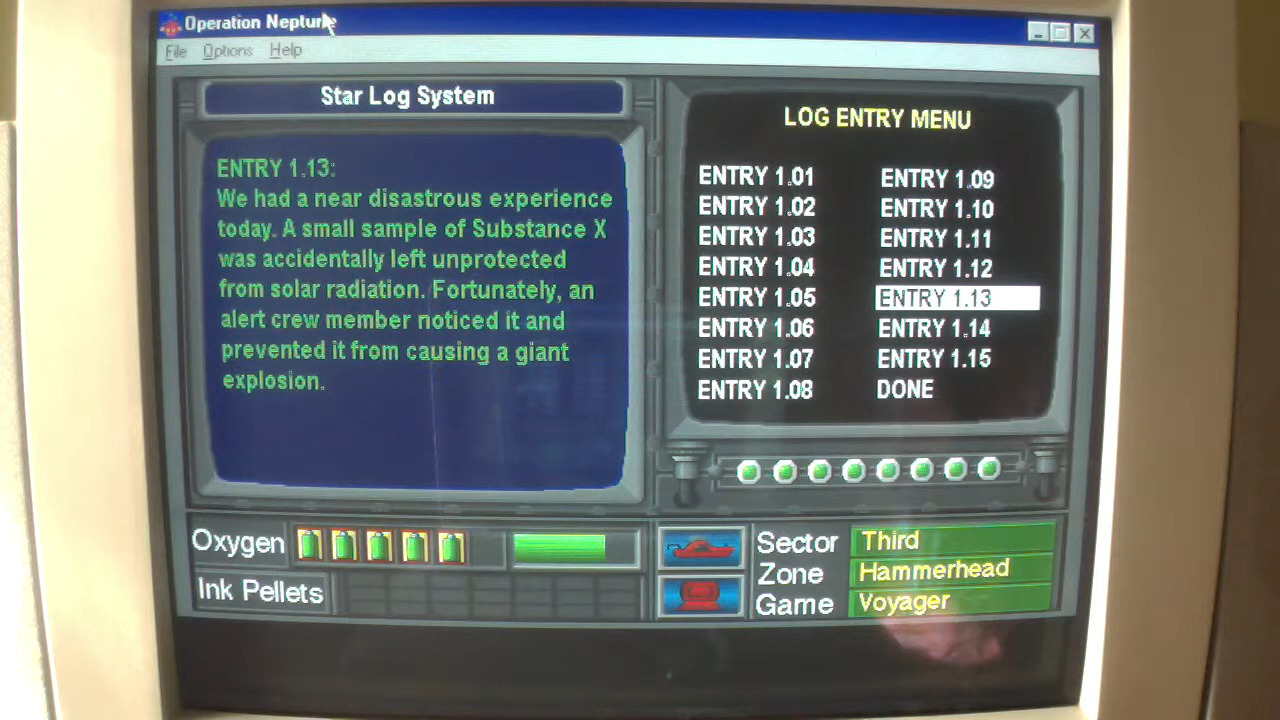 Operation Neptune
File Options Help
Star Log System
ENTRY 1.13:
We had a near disastrous experience
today. A small sample of Substance X
was accidentally left unprotected
from solar radiation. Fortunately, an
alert crew member noticed it and
prevented it from causing a giant
explosion.
LOG ENTRY MENU
ENTRY 1.01
ENTRY 1.02
ENTRY 1.03
ENTRY 1.04
ENTRY 1.05
ENTRY 1.06
ENTRY 1.07
ENTRY 1.08
ENTRY 1.09
ENTRY 1.10
ENTRY 1.11
ENTRY 1.12
ENTRY 1.13
ENTRY 1.14
ENTRY 1.15
DONE
Oxygen
Ink Pellets
Sector Third
Zone Hammerhead
Game Voyager